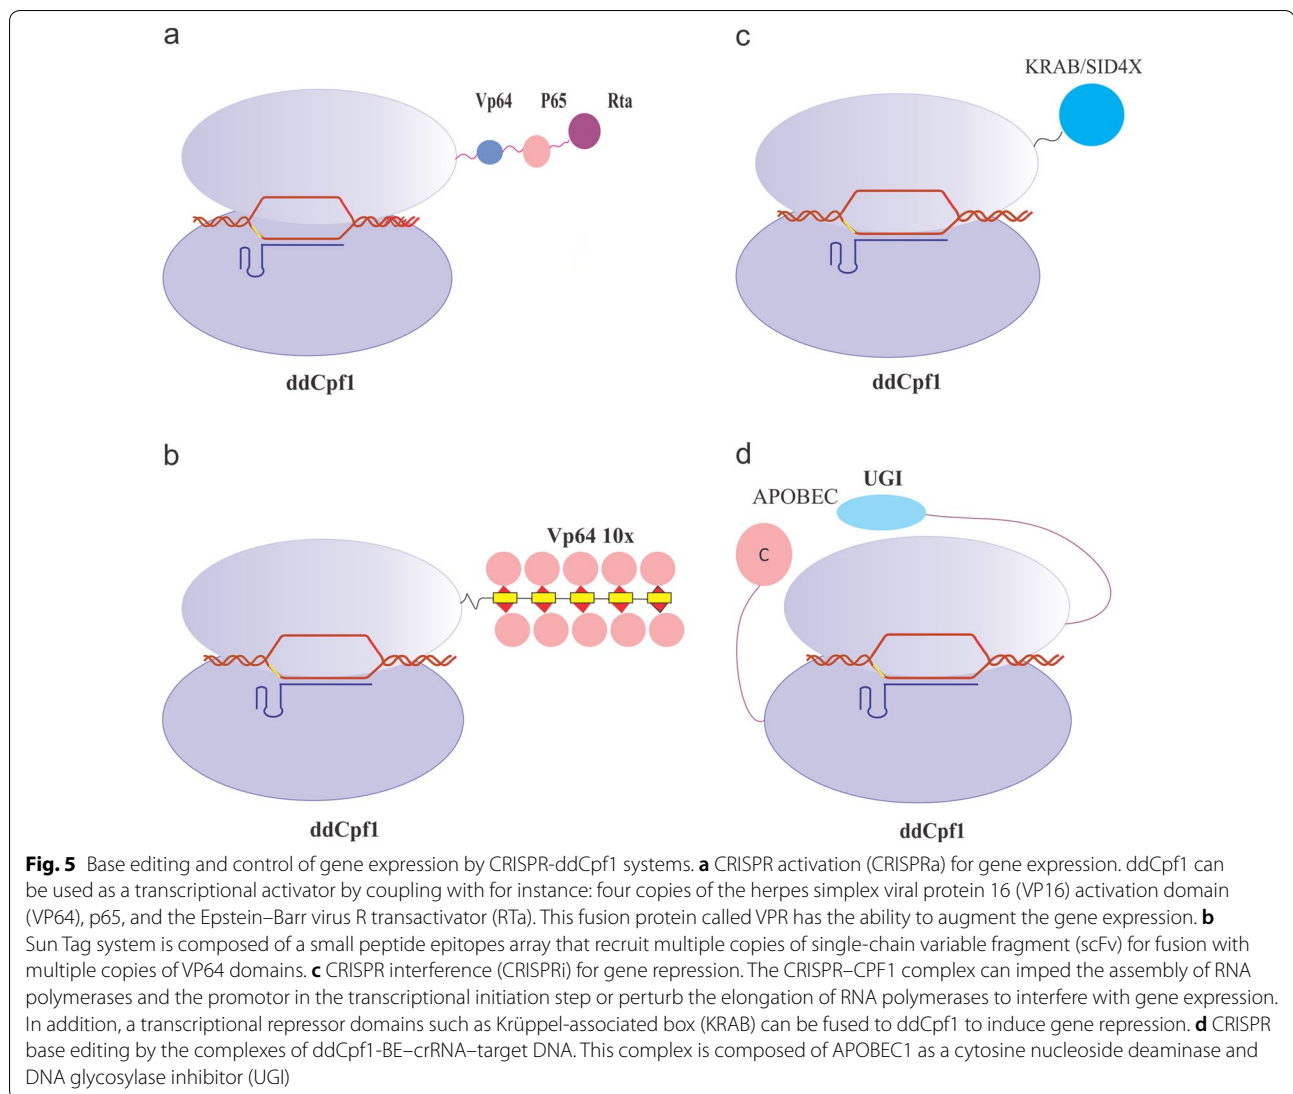 a
Vp64 P65 Rta
ddCpf1
c
KRAB/SID4X
ddCpf1
b
Vp64 10x
ddCpf1
d
UGI
APOBEC
C
ddCpf1
Fig. 5 Base editing and control of gene expression by CRISPR-ddCpf1 systems. a CRISPR activation (CRISPRa) for gene expression. ddCpf1 can
be used as a transcriptional activator by coupling with for instance: four copies of the herpes simplex viral protein 16 (VP16) activation domain
(VP64), p65, and the Epstein–Barr virus R transactivator (RTa). This fusion protein called VPR has the ability to augment the gene expression. b
Sun Tag system is composed of a small peptide epitopes array that recruit multiple copies of single-chain variable fragment (scFv) for fusion with
multiple copies of VP64 domains. c CRISPR interference (CRISPRi) for gene repression. The CRISPR–CPF1 complex can imped the assembly of RNA
polymerases and the promotor in the transcriptional initiation step or perturb the elongation of RNA polymerases to interfere with gene expression.
In addition, a transcriptional repressor domains such as Krüppel-associated box (KRAB) can be fused to ddCpf1 to induce gene repression. d CRISPR
base editing by the complexes of ddCpf1-BE–crRNA–target DNA. This complex is composed of APOBEC1 as a cytosine nucleoside deaminase and
DNA glycosylase inhibitor (UGI)